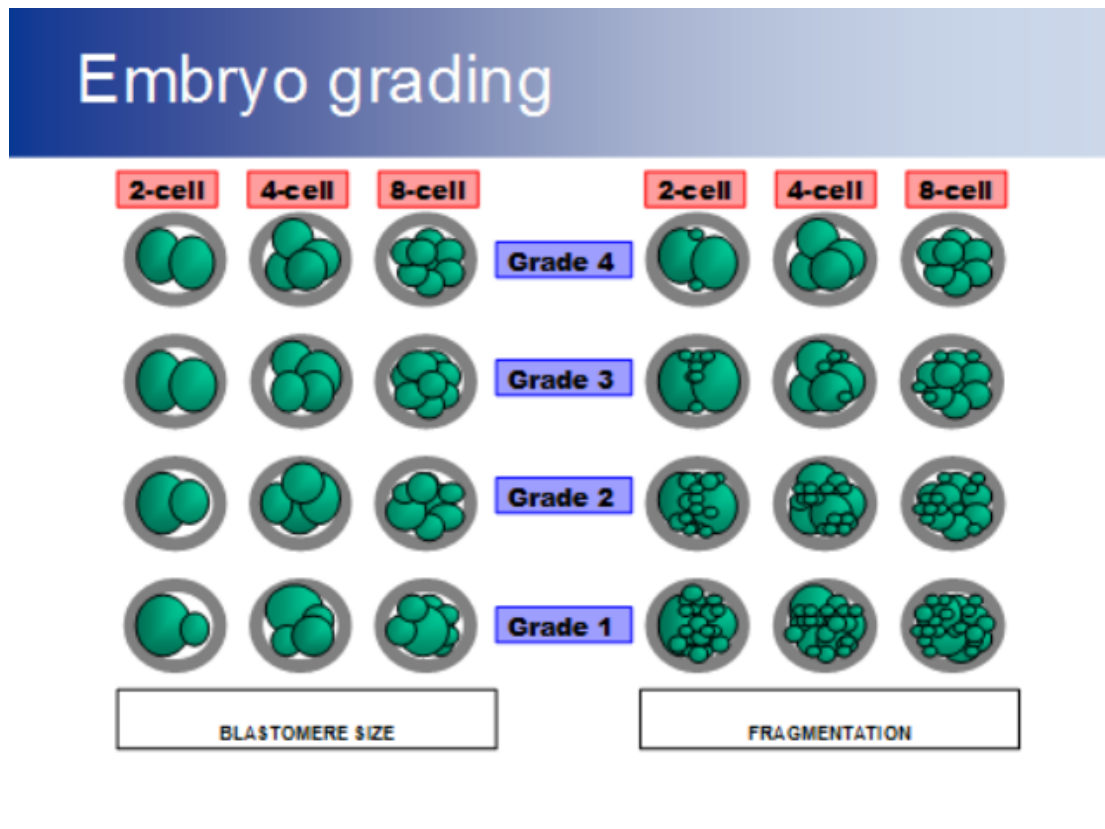 Embryo grading
2-cell 4-cell 8-cell 2-cell 4-cell 8-cell
Grade 4
Grade 3
Grade 2
Grade 1
BLASTOMERE SIZE
FRAGMENTATION